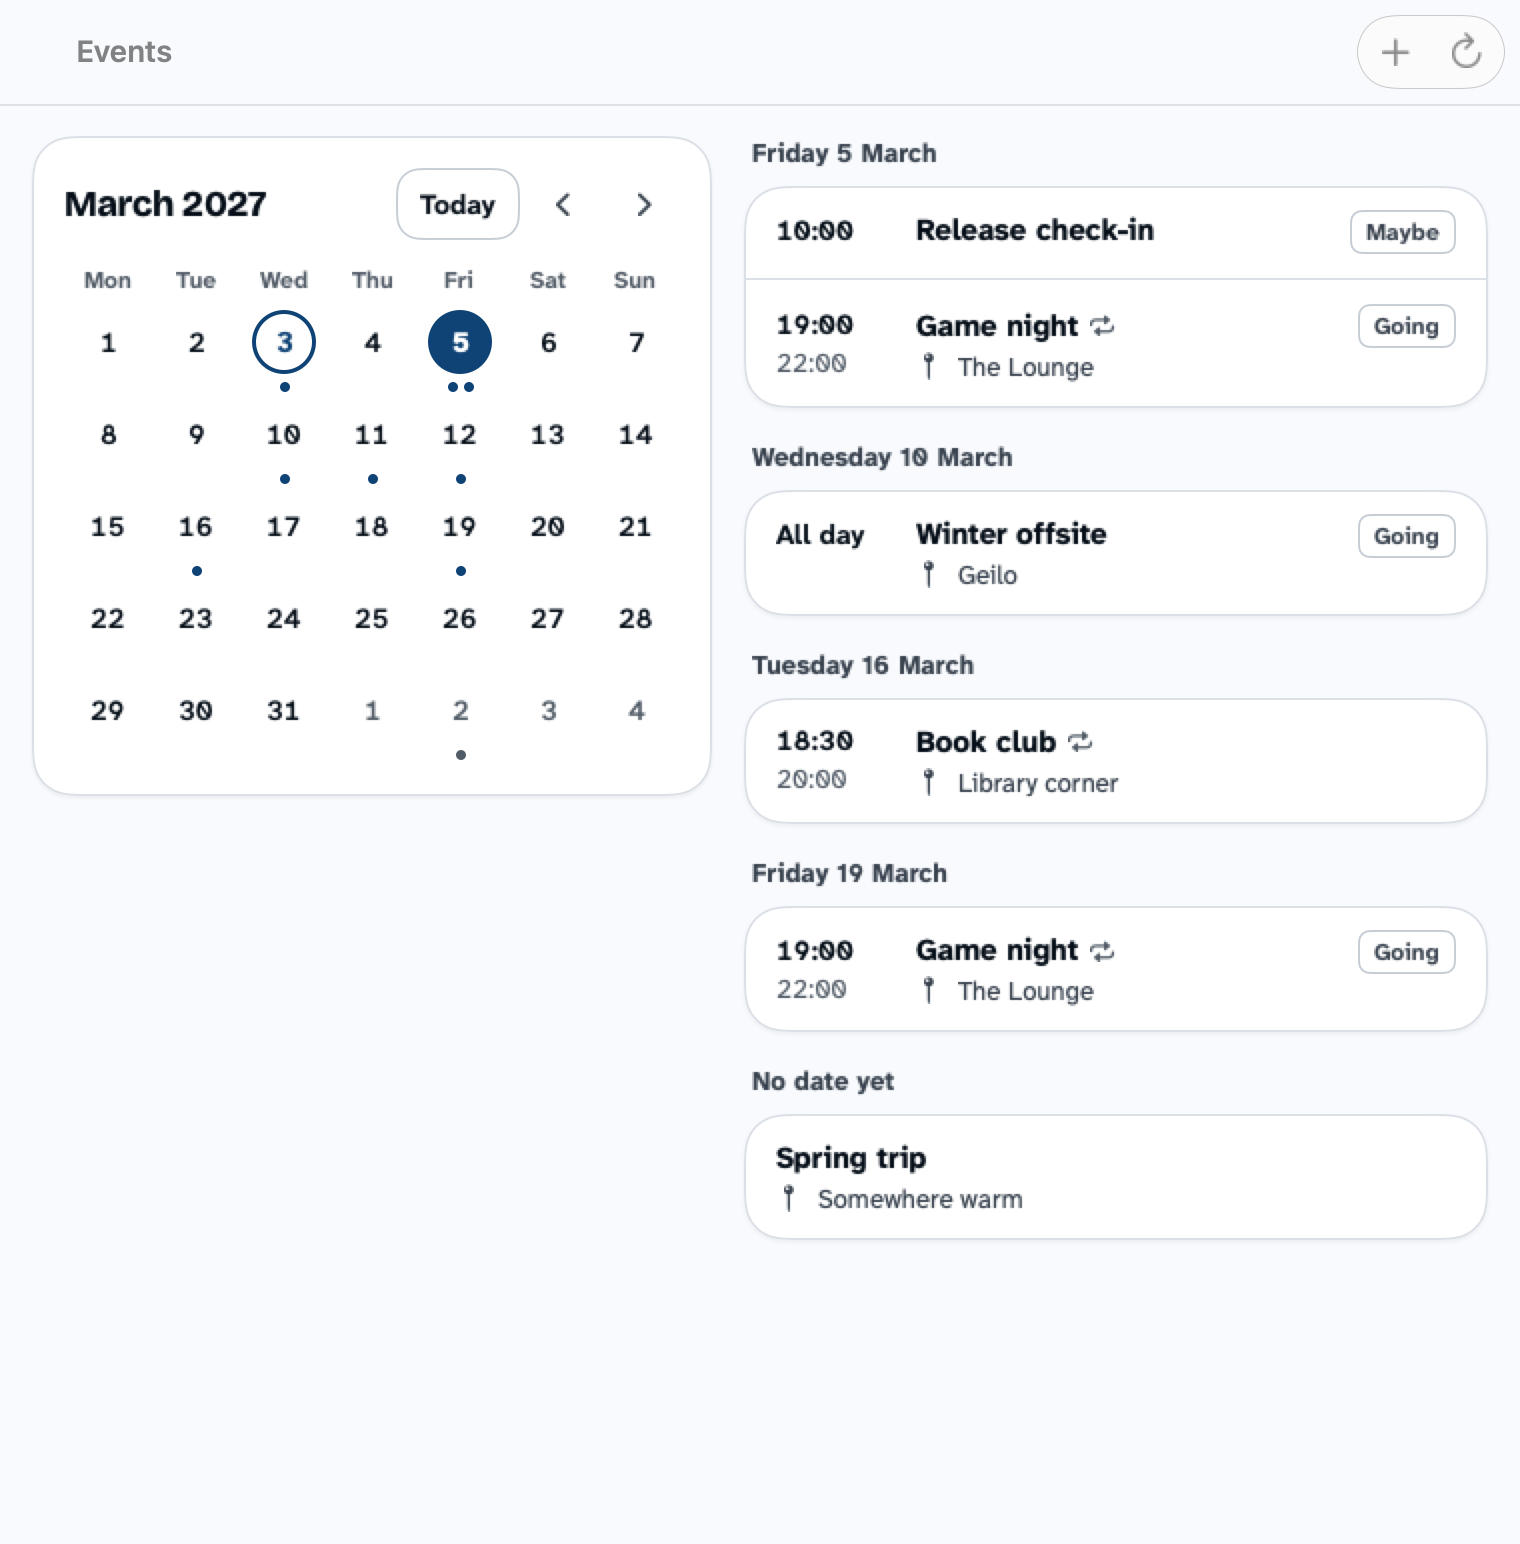 Events
March 2027
Today
Mon Tue Wed Thu Fri Sat Sun
1 2 3 4 5 6 7
8 9 10 11 12 13 14
15 16 17 18 19 20 21
22 23 24 25 26 27 28
29 30 31 1 2 3 4
Friday 5 March
10:00 Release check-in Maybe
19:00 Game night Going
22:00 The Lounge
Wednesday 10 March
All day Winter offsite Going
Geilo
Tuesday 16 March
18:30 Book club
20:00 Library corner
Friday 19 March
19:00 Game night Going
22:00 The Lounge
No date yet
Spring trip
Somewhere warm